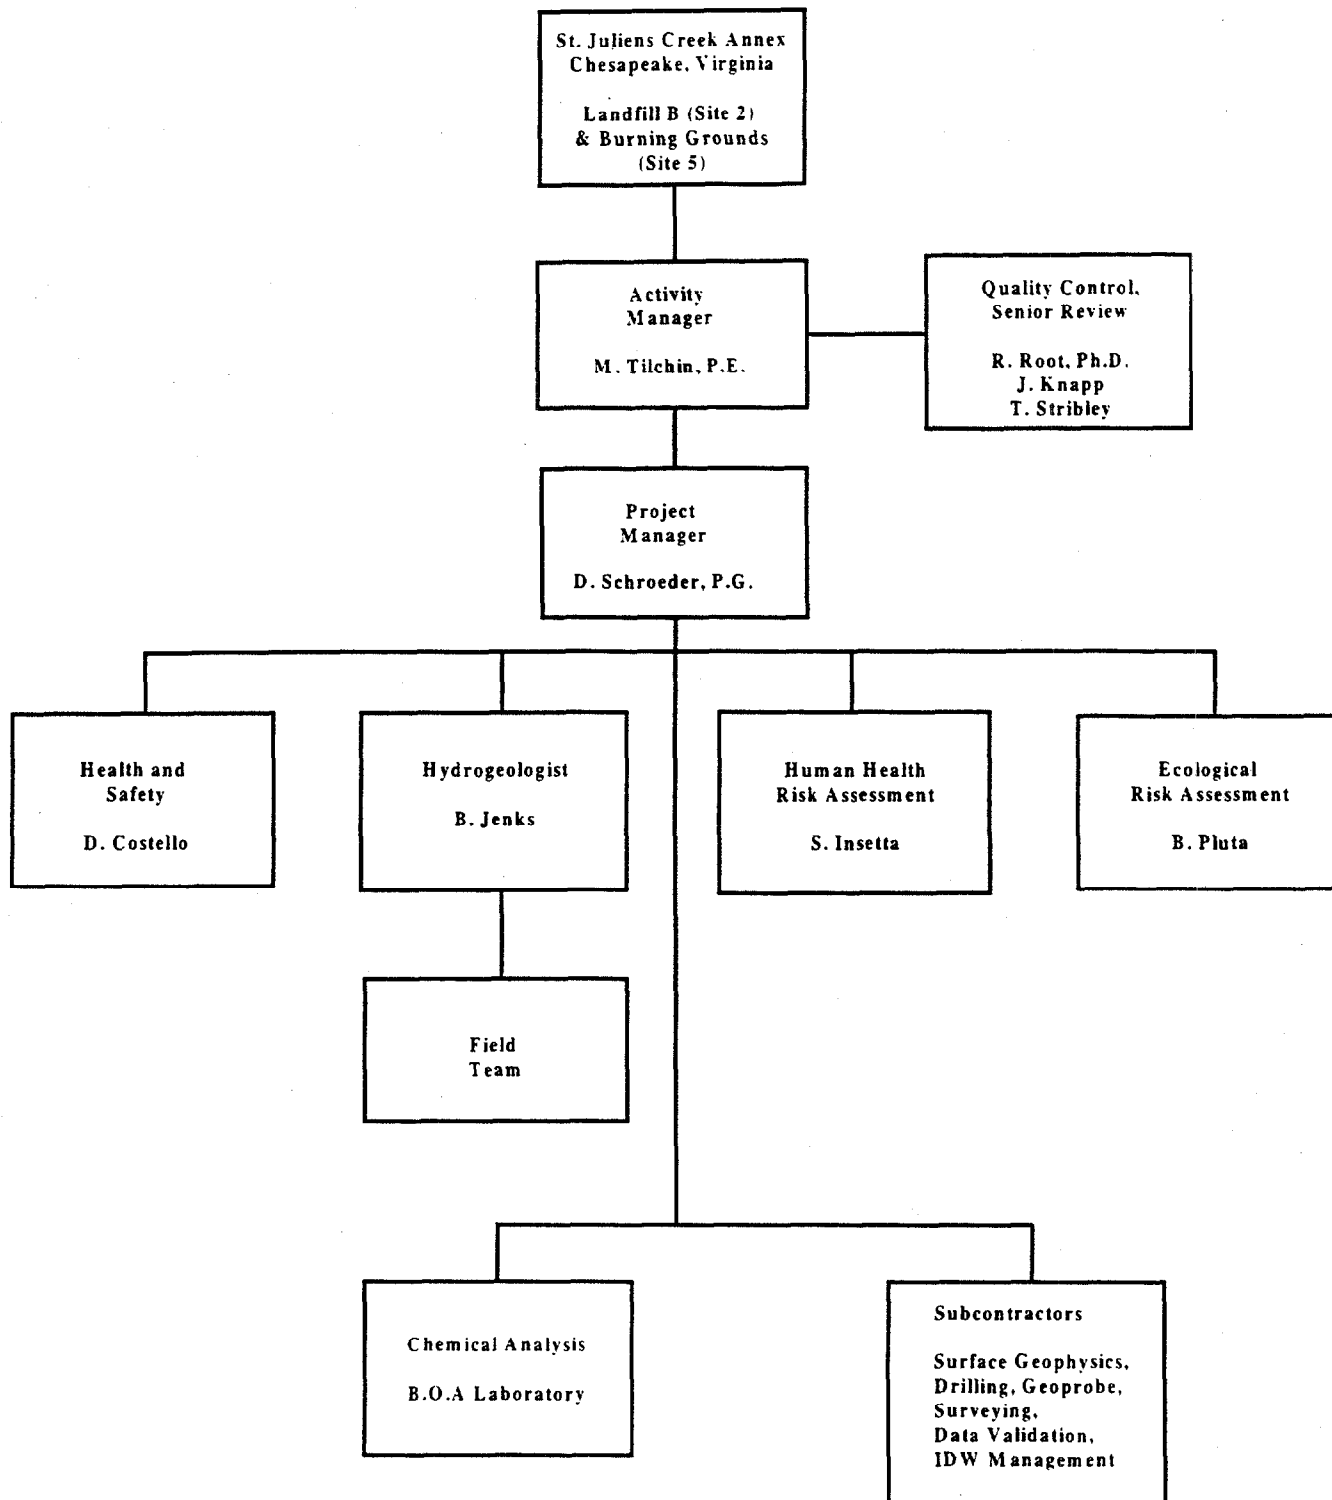 St. Juliens Creek Annex
Chesapeake, Virginia
Landfill B (Site 2)
& Burning Grounds
(Site 5)
Activity
Manager
M. Tilchin, P.E.
Quality Control,
Senior Review
R. Root, Ph.D.
J. Knapp
T. Stribley
Project
Manager
D. Schroeder, P.G.
Health and
Safety
D. Costello
Hydrogeologist
B. Jenks
Human Health
Risk Assessment
S. Insetta
Ecological
Risk Assessment
B. Pluta
Field
Team
Chemical Analysis
B.O.A Laboratory
Subcontractors
Surface Geophysics,
Drilling, Geoprobe,
Surveying,
Data Validation,
IDW Management